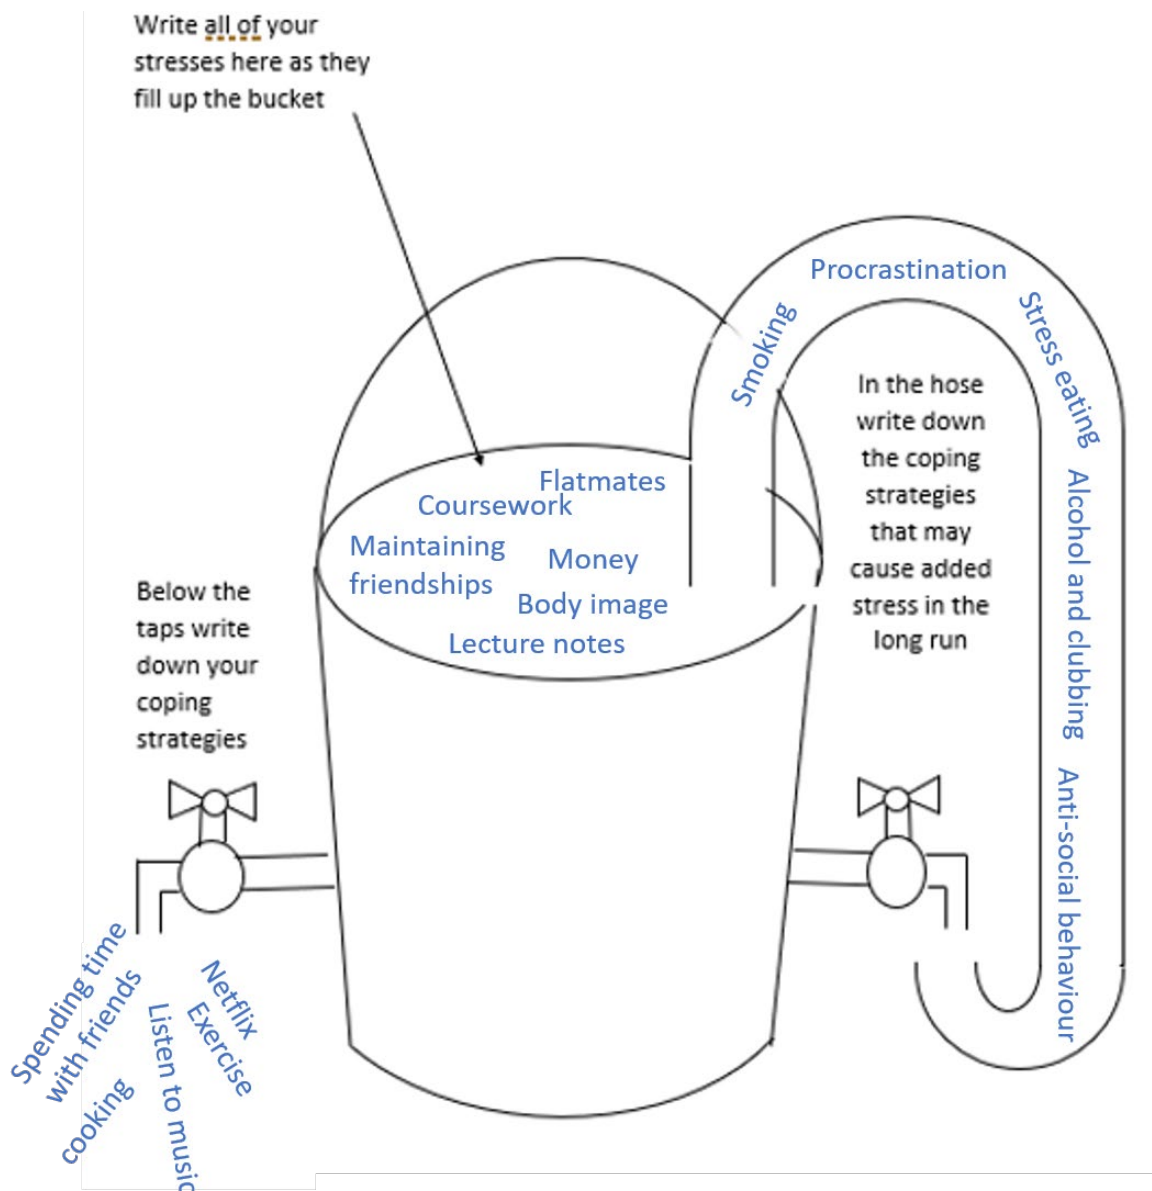 Write all of your
stresses here as they
fill up the bucket
Procrastination
Smoking
Stress eating
Alcohol and clubbing
Anti-social behaviour
In the hose
write down
the coping
strategies
that may
cause added
stress in the
long run
Flatmates
Coursework
Maintaining
friendships
Money
Body image
Lecture notes
Below the
taps write
down your
coping
strategies
Spending time
with friends
Netflix
Exercise
Listen to music
cooking